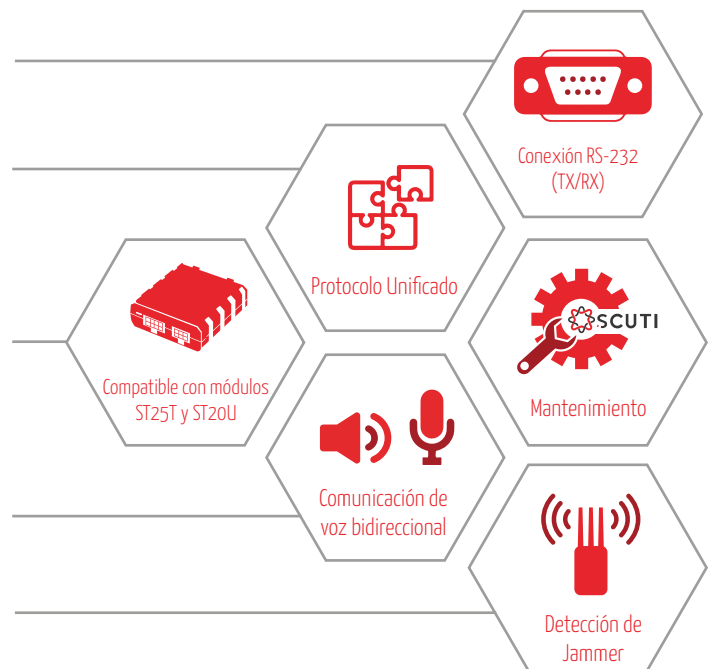 Conexión RS-232
(TX/RX)
Protocolo Unificado
Compatible con módulos
ST25T y ST20U
SCUTI
Mantenimiento
Comunicación de
voz bidireccional
Detección de
Jammer